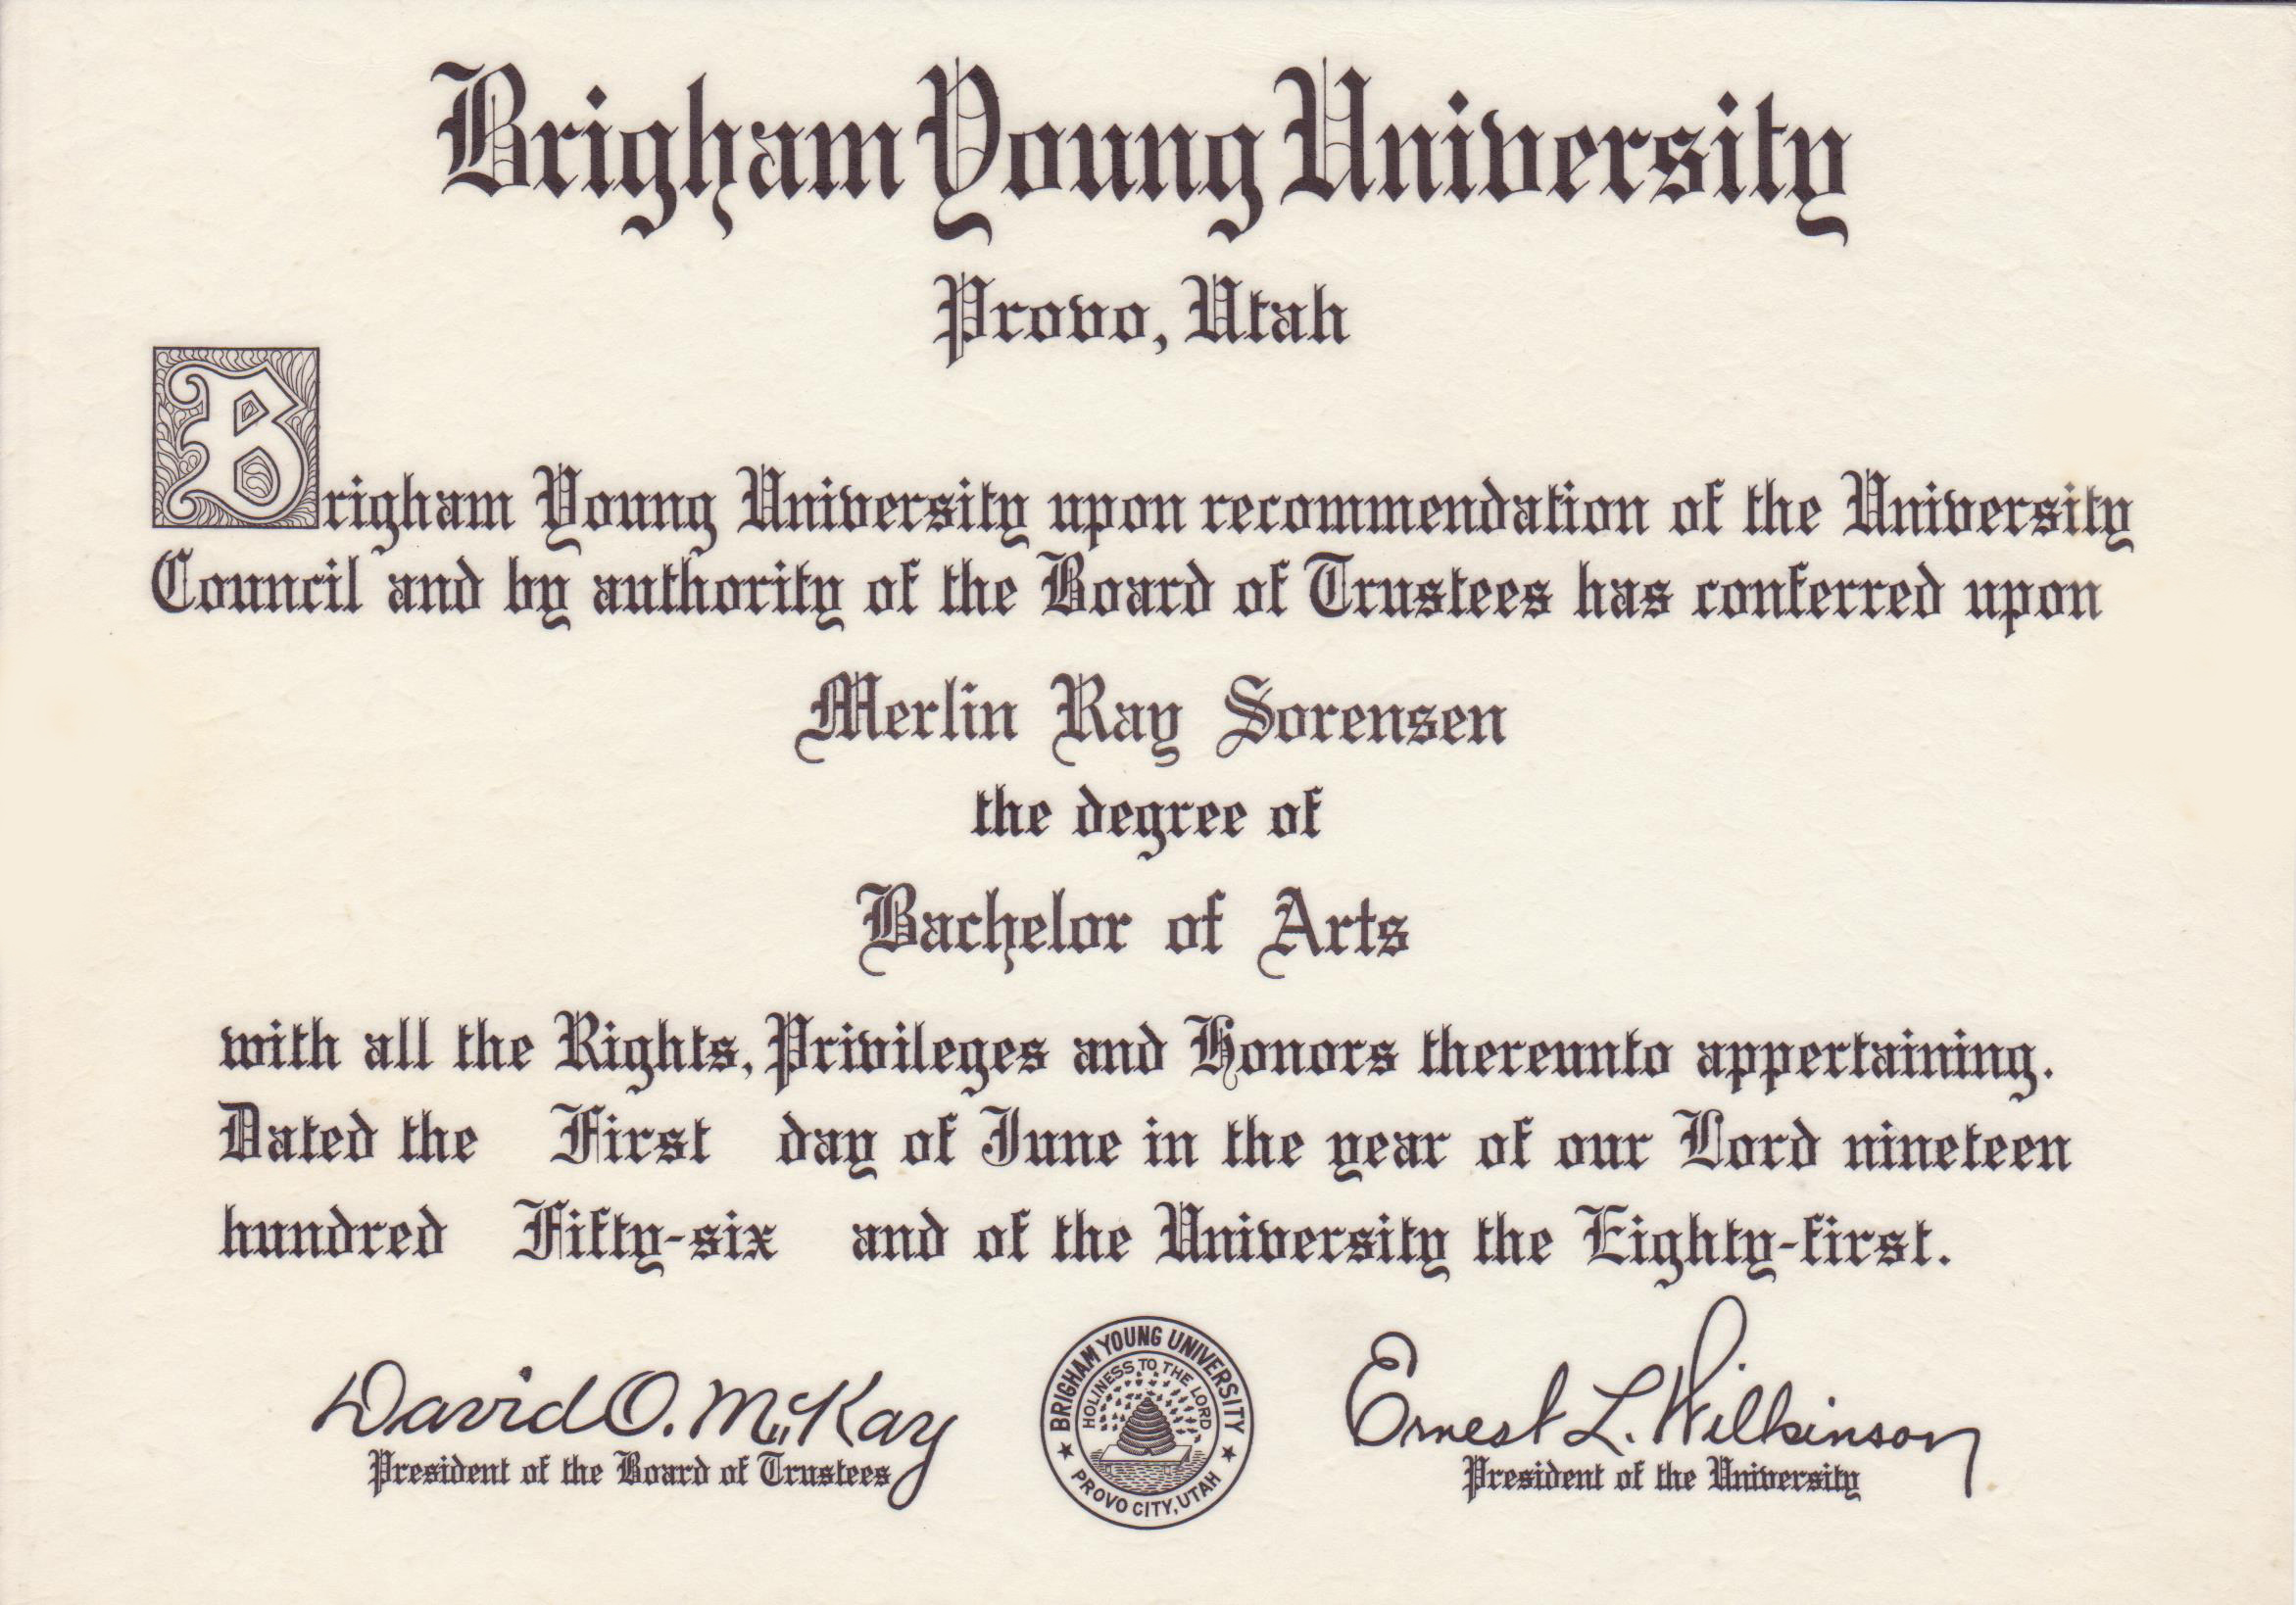 Brigham Young University
Provo, Utah
Brigham Young University upon recommendation of the University
Council and by authority of the Board of Trustees has conferred upon
Merlin Ray Sorensen
the degree of
Bachelor of Arts
with all the Rights, Privileges and Honors thereunto appertaining.
Dated the First day of June in the year of our Lord nineteen
hundred Fifty-six and of the University the Eighty-first.
David O. McKay
President of the Board of Trustees
BRIGHAM YOUNG UNIVERSITY
HOLINESS TO THE LORD
PROVO CITY, UTAH
Ernest L. Wilkinson
President of the University